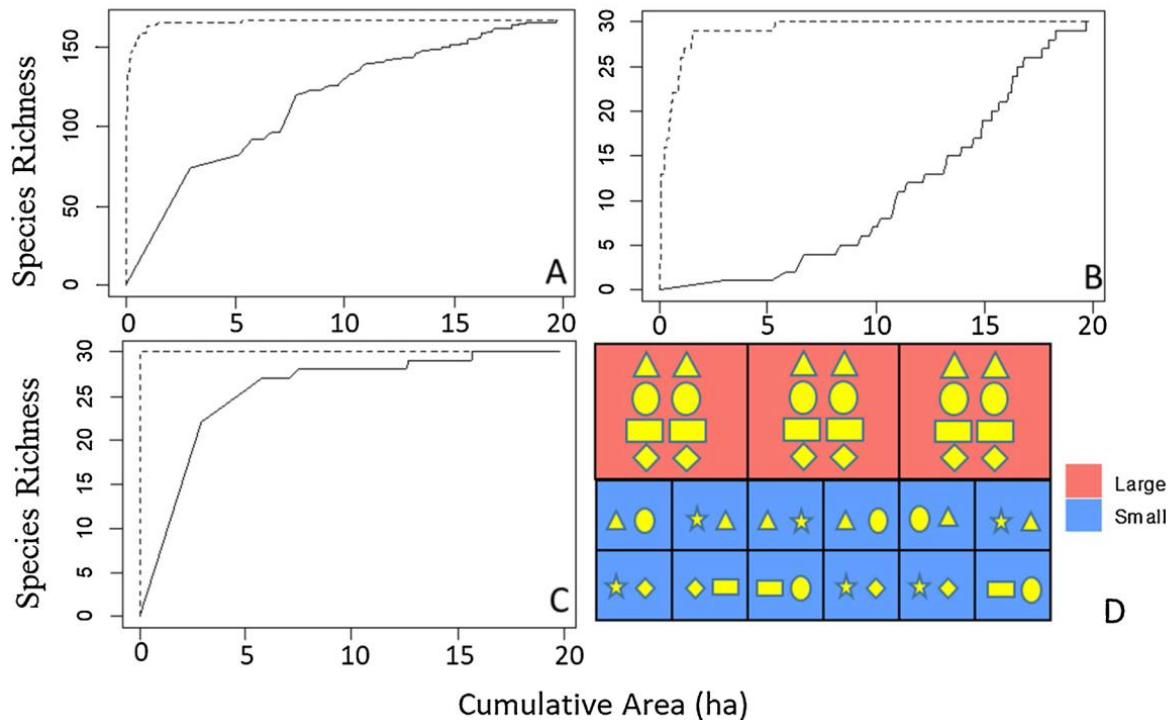 Species Richness
0 50 100 150
0 5 10 15 20
A
0 5 10 15 20 25 30
0 5 10 15 20
B
Species Richness
0 5 10 15 20 25 30
0 5 10 15 20
C
Large
Small
D
Cumulative Area (ha)